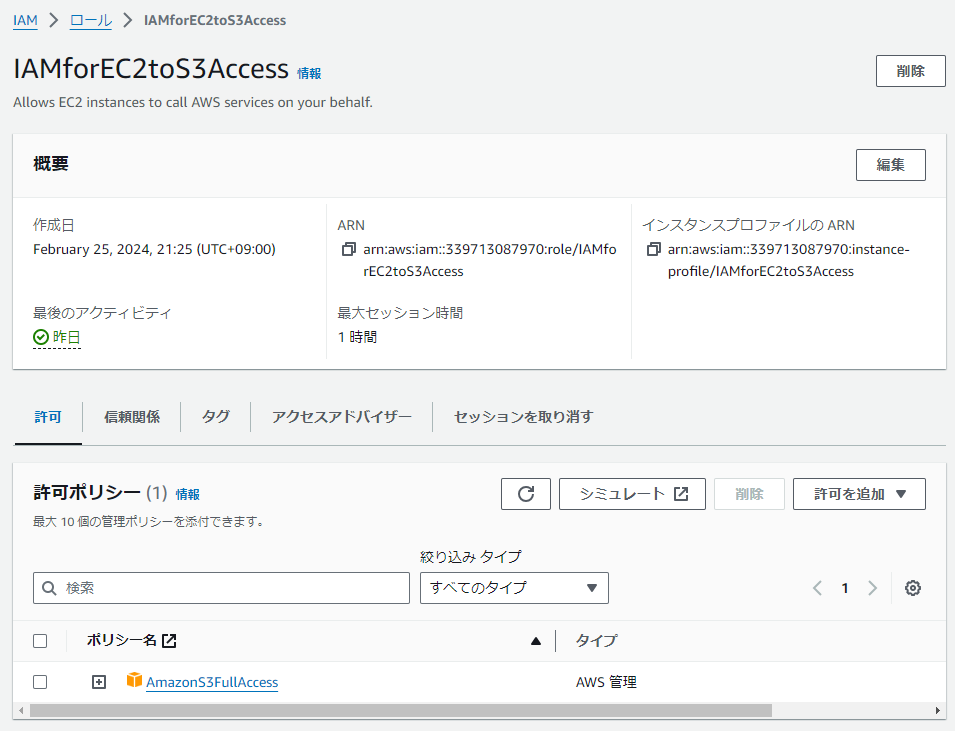 IAM > ロール > IAMforEC2toS3Access
IAMforEC2toS3Access 情報
削除
Allows EC2 instances to call AWS services on your behalf.
概要
編集
作成日
February 25, 2024, 21:25 (UTC+09:00)
ARN
arn:aws:iam::339713087970:role/IAMfo
rEC2toS3Access
インスタンスプロファイルの ARN
arn:aws:iam::339713087970:instance-
profile/IAMforEC2toS3Access
最後のアクティビティ
昨日
最大セッション時間
1 時間
許可
信頼関係
タグ
アクセスアドバイザー
セッションを取り消す
許可ポリシー (1) 情報
シミュレート
削除
許可を追加
最大 10 個の管理ポリシーを添付できます。
絞り込み タイプ
検索
すべてのタイプ
1
ポリシー名
タイプ
AmazonS3FullAccess
AWS 管理